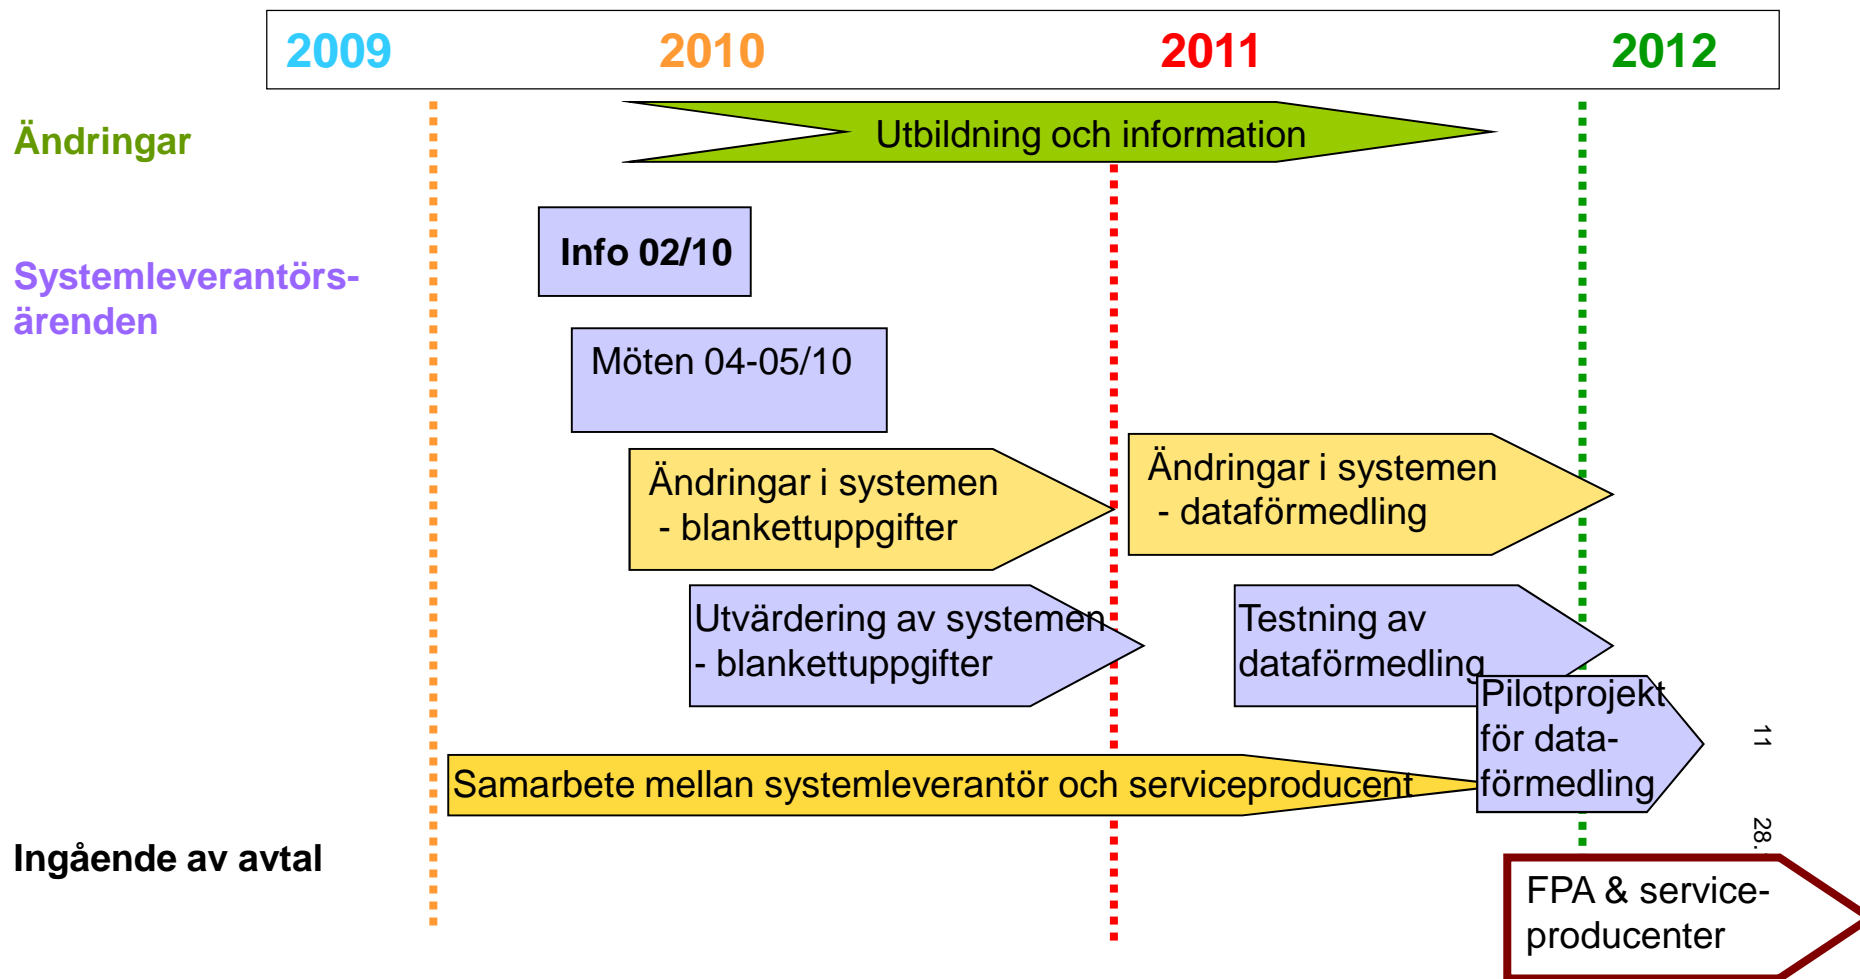 2009 2010 2011 2012
Ändringar
Utbildning och information
Info 02/10
Systemleverantörs-
ärenden
Möten 04-05/10
Ändringar i systemen
- blankettuppgifter
Ändringar i systemen
- dataförmedling
Utvärdering av systemen
- blankettuppgifter
Testning av
dataförmedling
Pilotprojekt
för data-
förmedling
11
Samarbete mellan systemleverantör och serviceproducent
28.
Ingående av avtal
FPA & service-
producenter